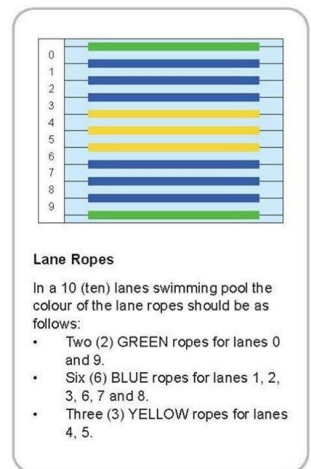 0
1
2
3
4
5
6
7
8
9
Lane Ropes
In a 10 (ten) lanes swimming pool the
colour of the lane ropes should be as
follows:
• Two (2) GREEN ropes for lanes 0
and 9.
• Six (6) BLUE ropes for lanes 1, 2,
3, 6, 7 and 8.
• Three (3) YELLOW ropes for lanes
4, 5.